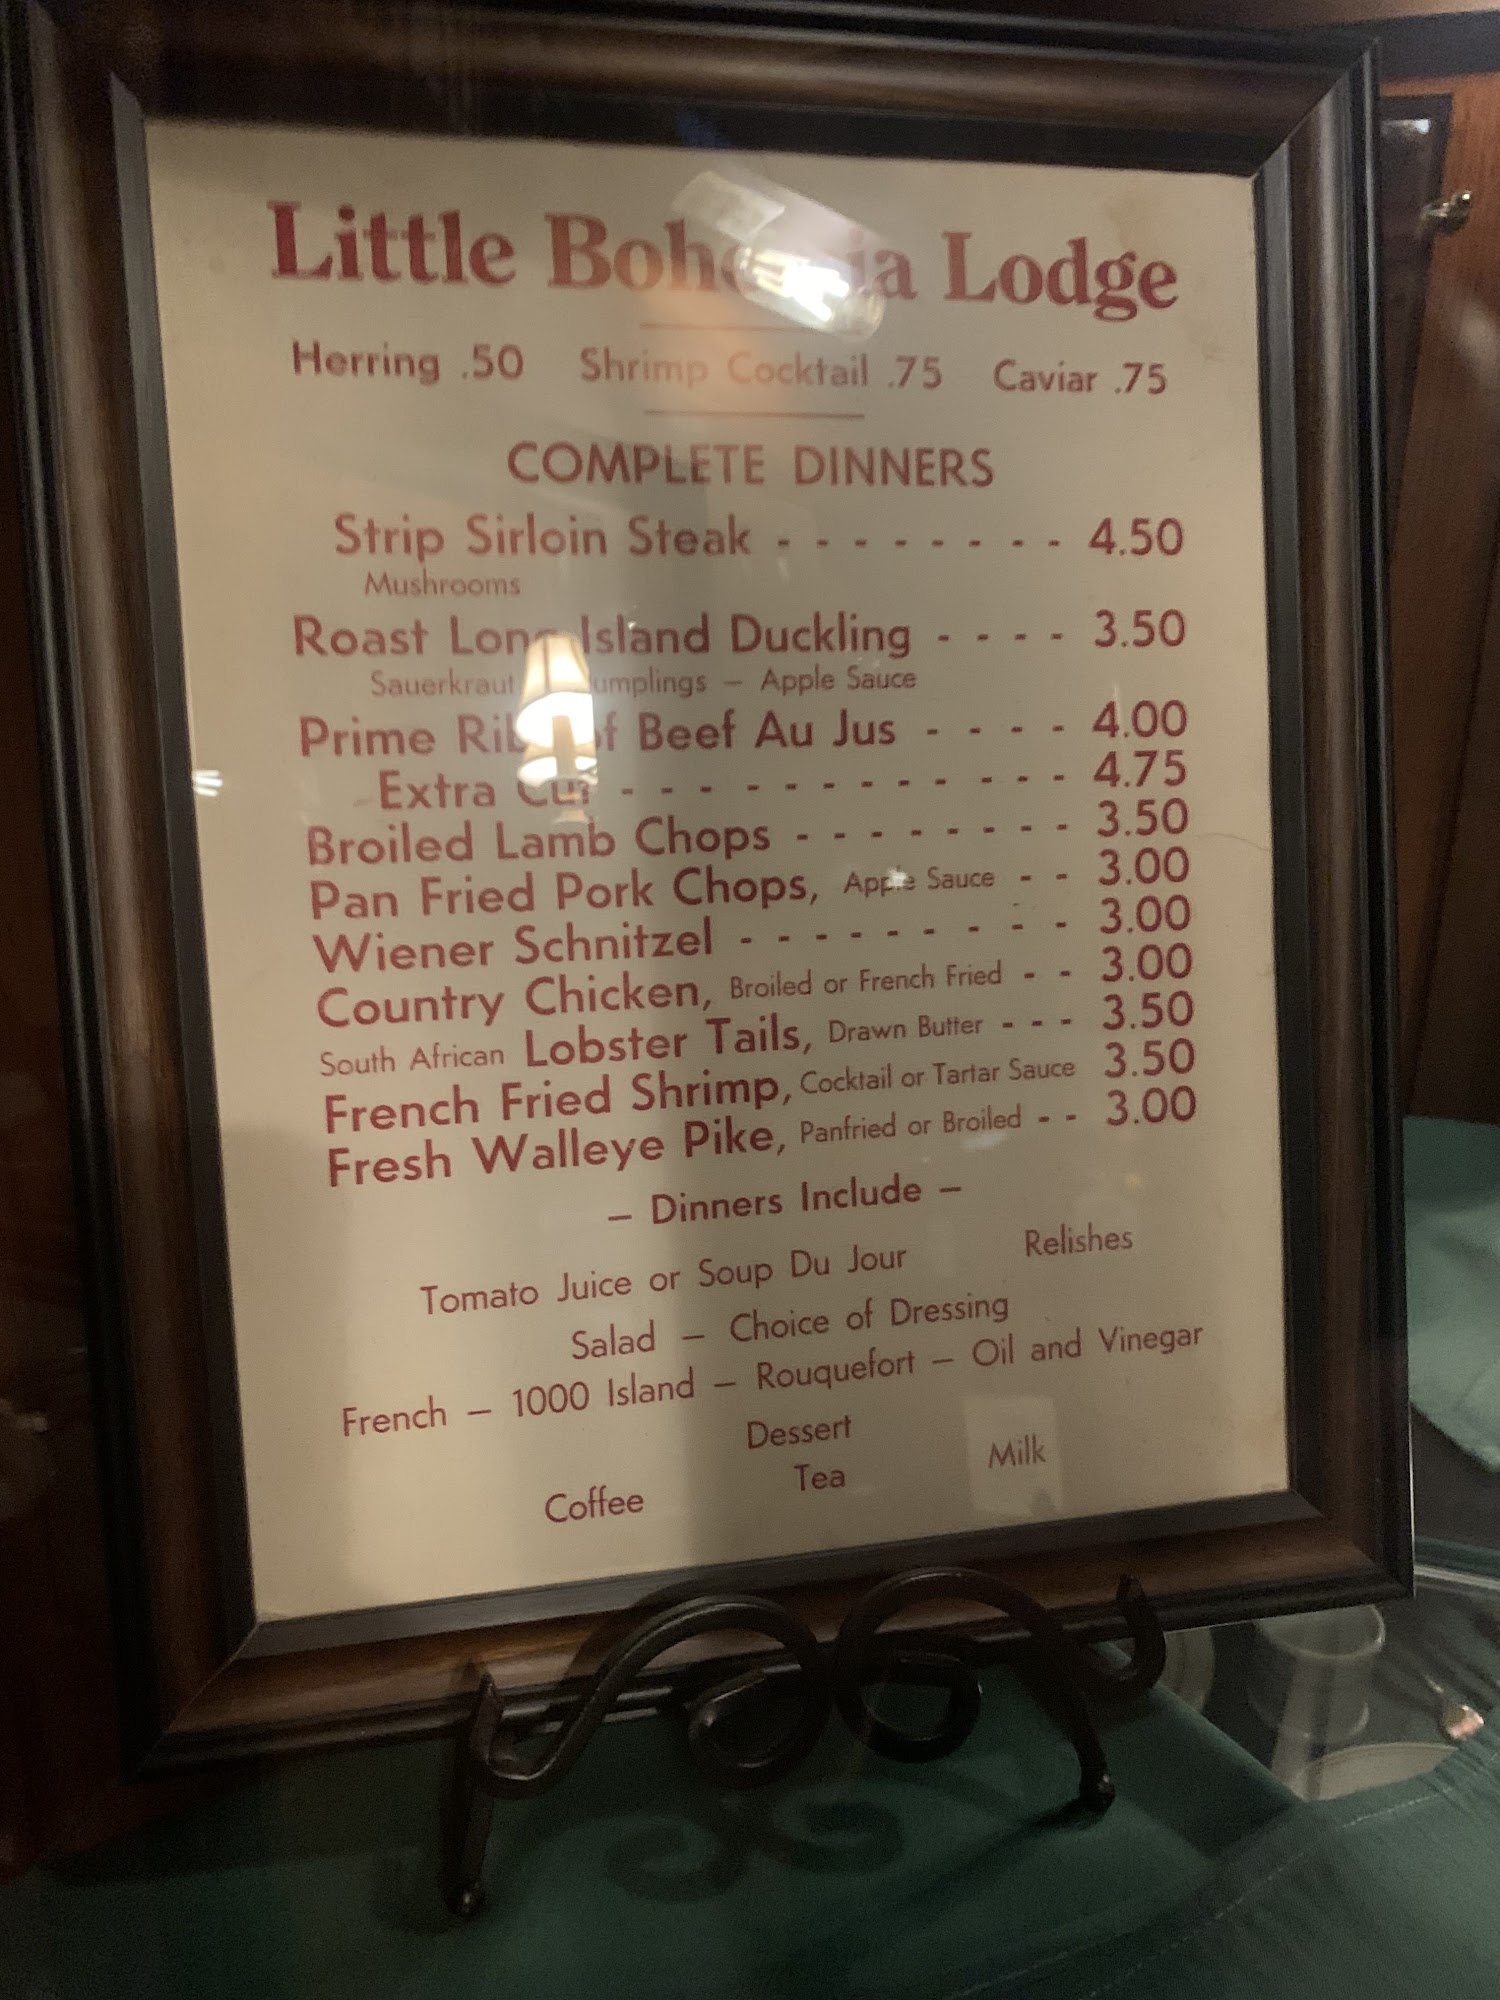 Little Bohemia Lodge
Herring .50 Shrimp Cocktail .75 Caviar .75
COMPLETE DINNERS
Strip Sirloin Steak - - - - - - - - 4.50
Mushrooms
Roast Long Island Duckling - - - - 3.50
Sauerkraut Dumplings – Apple Sauce
Prime Rib of Beef Au Jus - - - - 4.00
Extra Cut - - - - - - - - - - - - 4.75
Broiled Lamb Chops - - - - - - - - 3.50
Pan Fried Pork Chops, Apple Sauce - - 3.00
Wiener Schnitzel - - - - - - - - - 3.00
Country Chicken, Broiled or French Fried - - 3.00
South African Lobster Tails, Drawn Butter - - - 3.50
French Fried Shrimp, Cocktail or Tartar Sauce 3.50
Fresh Walleye Pike, Panfried or Broiled - - 3.00
– Dinners Include –
Tomato Juice or Soup Du Jour Relishes
Salad – Choice of Dressing
French – 1000 Island – Rouquefort – Oil and Vinegar
Dessert
Coffee Tea Milk